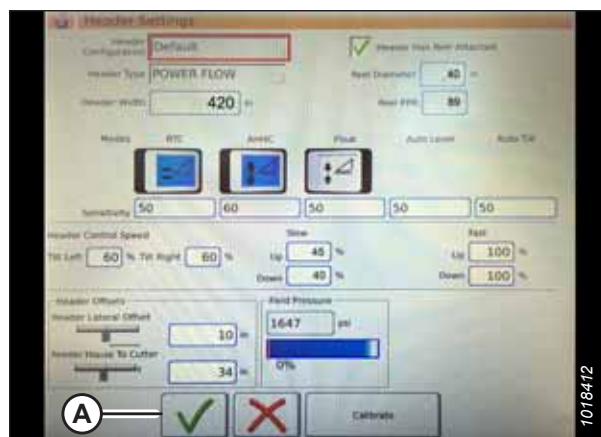 Header Settings
Header Configuration Default
Header Has Reel Attached
Header Type POWER FLOW
Reel Diameter 40 in
Header Width 420 in
Reel PPR 89
Modes RTC AHHC Float Auto Level Auto Tilt
Sensitivity 50 60 50 50 50
Header Control Speed
Slow
Fast
Tilt Left 60 % Tilt Right 60 %
Up 45 %
Up 100 %
Down 40 %
Down 100 %
Header Offsets
Field Pressure
Header Lateral Offset
10 in
1647 psi
Feeder House To Cutter
34 in
0%
A
Calibrate
1018412